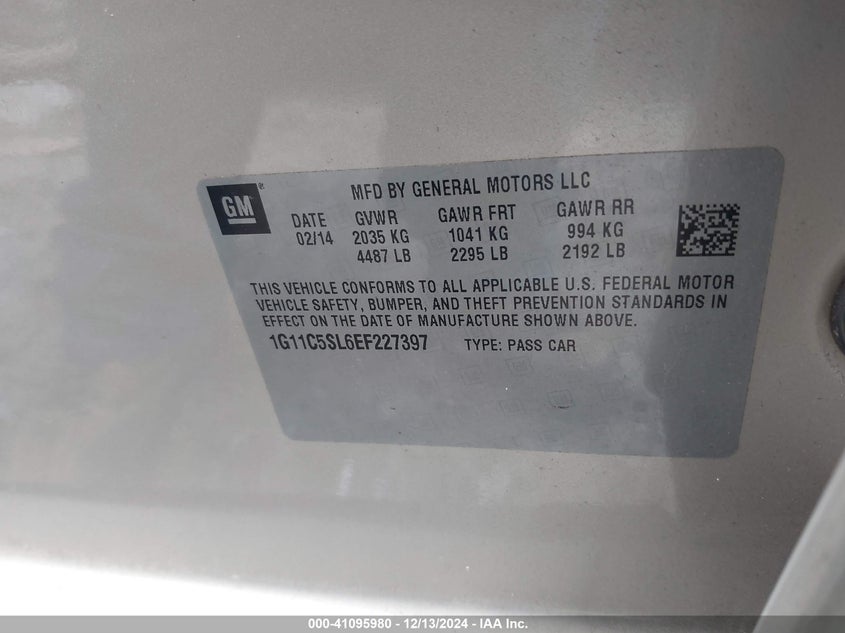 GM®
MFD BY GENERAL MOTORS LLC
DATE GVWR GAWR FRT GAWR RR
02/14 2035 KG 1041 KG 994 KG
4487 LB 2295 LB 2192 LB
THIS VEHICLE CONFORMS TO ALL APPLICABLE U.S. FEDERAL MOTOR
VEHICLE SAFETY, BUMPER, AND THEFT PREVENTION STANDARDS IN
EFFECT ON THE DATE OF MANUFACTURE SHOWN ABOVE.
1G11C5SL6EF227397 TYPE: PASS CAR
000-41095980 - 12/13/2024 - IAA Inc.